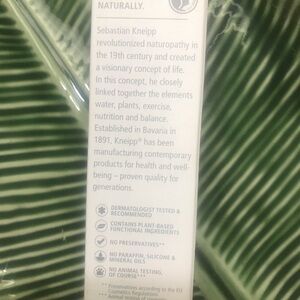 NATURALLY.
Sebastian Kneipp
revolutionized naturopathy in
the 19th century and created
a visionary concept of life.
In this concept, he closely
linked together the elements
water, plants, exercise,
nutrition and balance.
Established in Bavaria in
1891, Kneipp® has been
manufacturing contemporary
products for health and well-
being – proven quality for
generations.
DERMATOLOGIST TESTED &
RECOMMENDED
CONTAINS PLANT-BASED
FUNCTIONAL INGREDIENTS
NO PRESERVATIVES**
NO PARAFFIN, SILICONE &
MINERAL OILS
NO ANIMAL TESTING,
OF COURSE***
** Preservatives according to the EU
Cosmetics Regulations